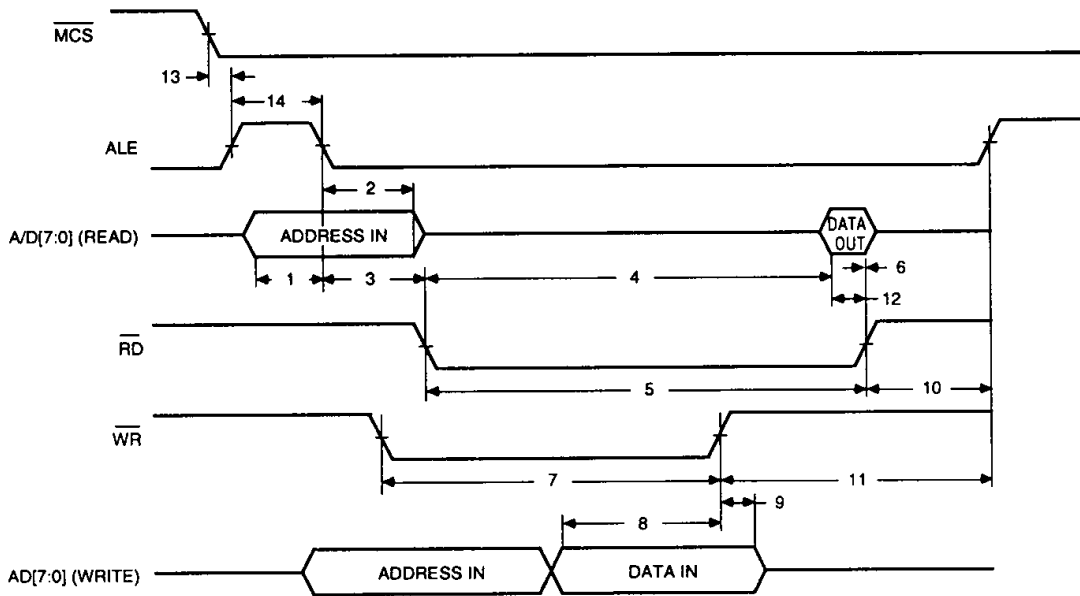 MCS
13
14
ALE
2
A/D[7:0] (READ)
ADDRESS IN
DATA
OUT
1
3
4
6
12
RD
5
10
WR
7
11
9
8
AD[7:0] (WRITE)
ADDRESS IN
DATA IN